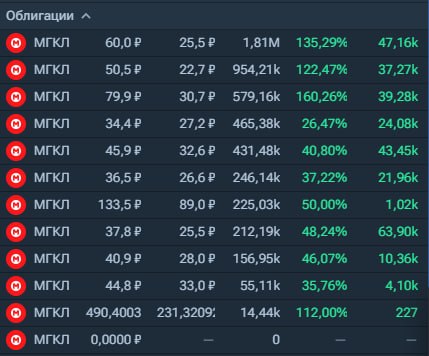 Облигации
МГКЛ 60,0 ₽ 25,5 ₽ 1,81M 135,29% 47,16k
МГКЛ 50,5 ₽ 22,7 ₽ 954,21k 122,47% 37,27k
МГКЛ 79,9 ₽ 30,7 ₽ 579,16k 160,26% 39,28k
МГКЛ 34,4 ₽ 27,2 ₽ 465,38k 26,47% 24,08k
МГКЛ 45,9 ₽ 32,6 ₽ 431,48k 40,80% 43,45k
МГКЛ 36,5 ₽ 26,6 ₽ 246,14k 37,22% 21,96k
МГКЛ 133,5 ₽ 89,0 ₽ 225,03k 50,00% 1,02k
МГКЛ 37,8 ₽ 25,5 ₽ 212,19k 48,24% 63,90k
МГКЛ 40,9 ₽ 28,0 ₽ 156,95k 46,07% 10,36k
МГКЛ 44,8 ₽ 33,0 ₽ 55,11k 35,76% 4,10k
МГКЛ 490,4003 231,32092 14,44k 112,00% 227
МГКЛ 0,0000 ₽ — 0 — —